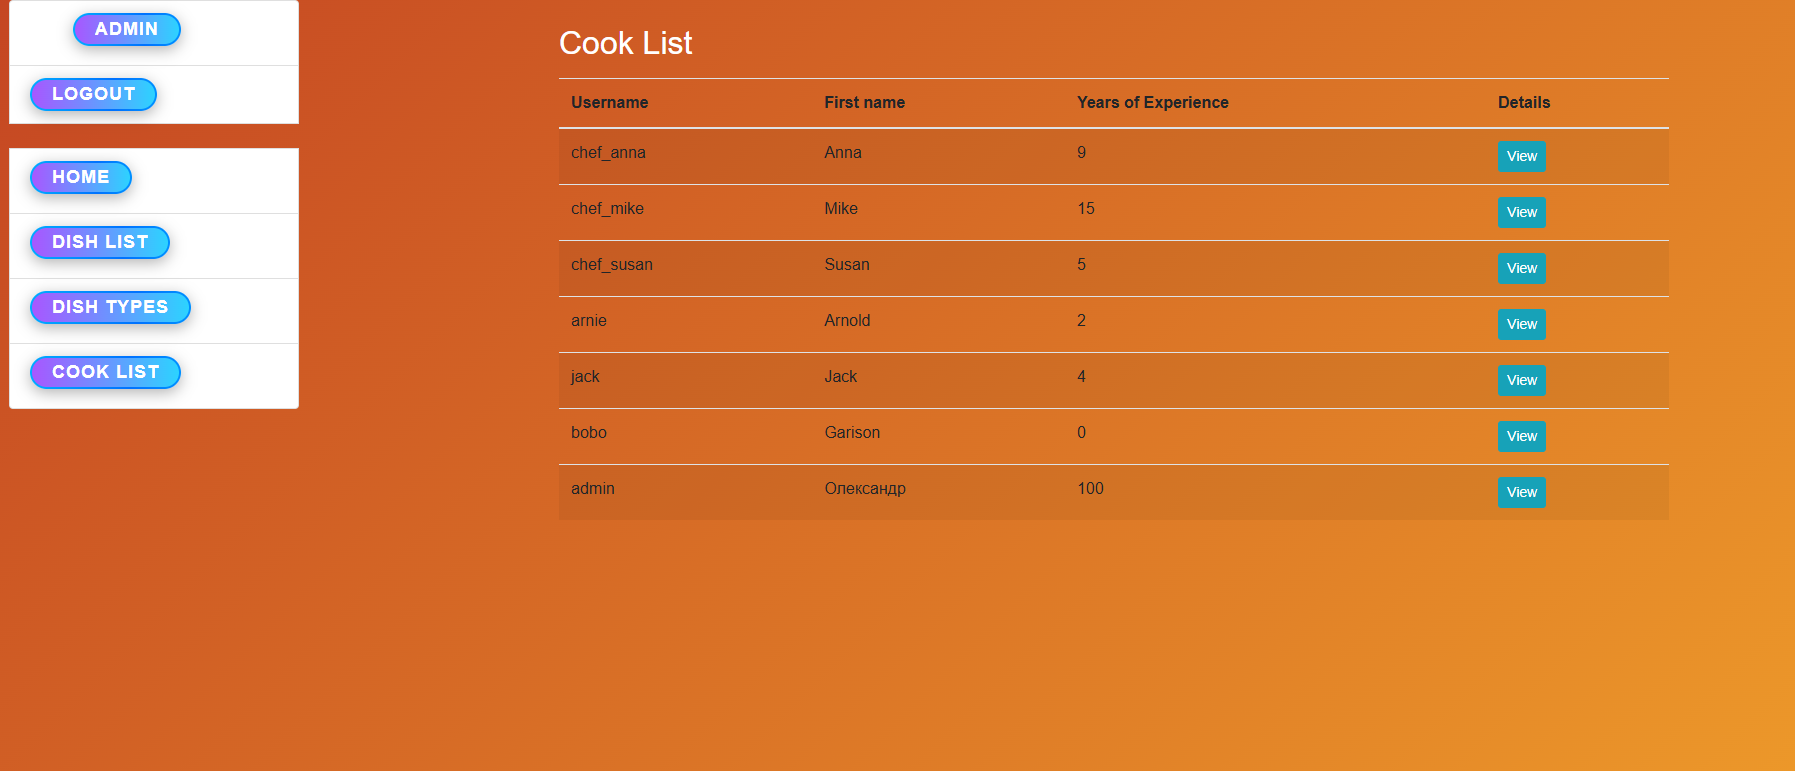 ADMIN
LOGOUT
HOME
DISH LIST
DISH TYPES
COOK LIST
Cook List
Username First name Years of Experience Details
chef_anna Anna 9 View
chef_mike Mike 15 View
chef_susan Susan 5 View
arnie Arnold 2 View
jack Jack 4 View
bobo Garison 0 View
admin Олександр 100 View